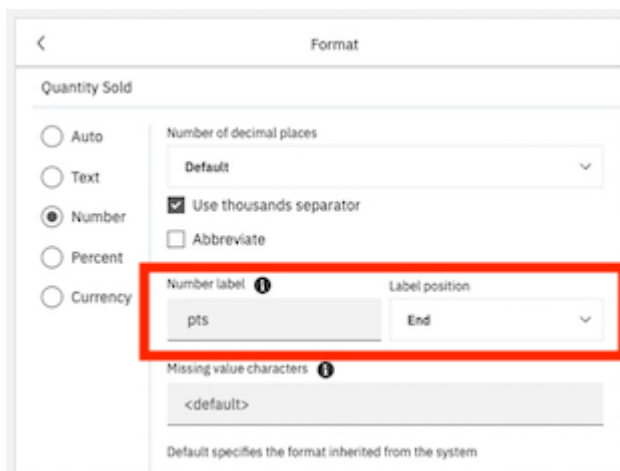 Format
Quantity Sold
Auto
Text
Number
Percent
Currency
Number of decimal places
Default
Use thousands separator
Abbreviate
Number label
Label position
pts
End
Missing value characters
<default>
Default specifies the format inherited from the system